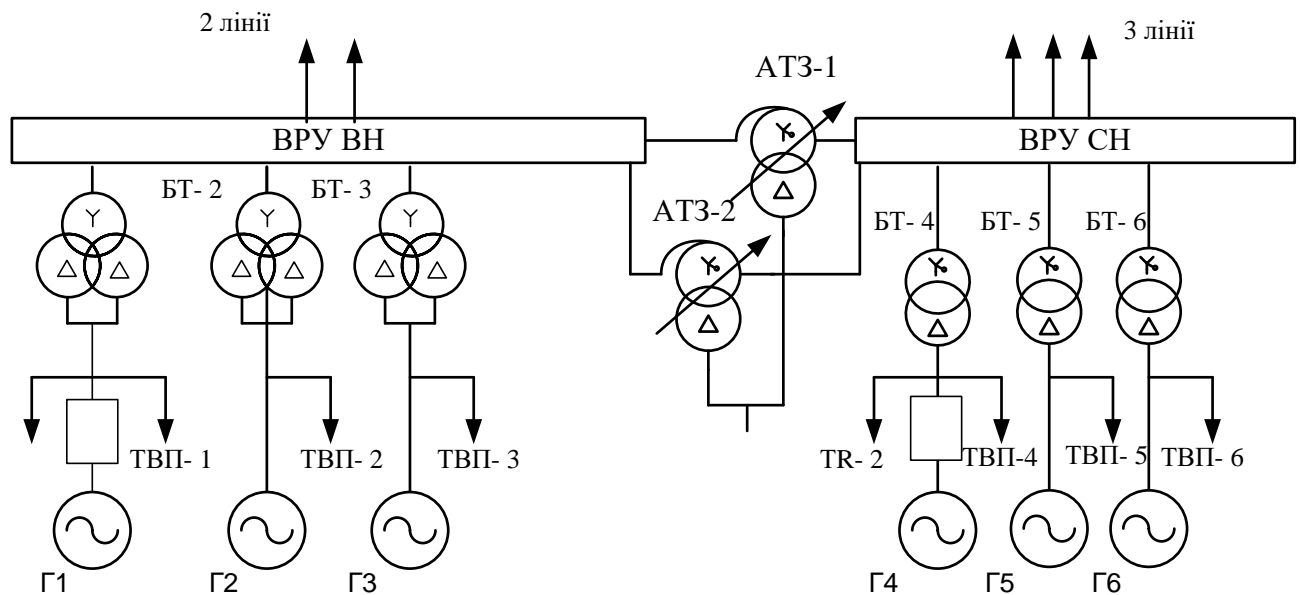 2 лінії
3 лінії
АТЗ-1
ВРУ ВН
ВРУ СН
БТ- 2
БТ- 3
АТЗ-2
БТ- 4
БТ- 5
БТ- 6
ТВП- 1
ТВП- 2
ТВП- 3
TR- 2
ТВП-4
ТВП- 5
ТВП- 6
Г1
Г2
Г3
Г4
Г5
Г6